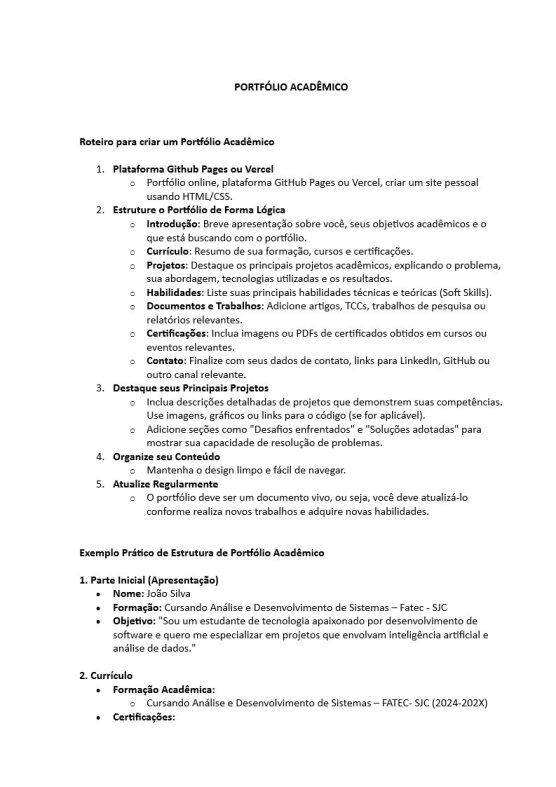 PORTFÓLIO ACADÊMICO
Roteiro para criar um Portfólio Acadêmico
1. Plataforma Github Pages ou Vercel
o Portfólio online, plataforma GitHub Pages ou Vercel, criar um site pessoal
usando HTML/CSS.
2. Estruture o Portfólio de Forma Lógica
o Introdução: Breve apresentação sobre você, seus objetivos acadêmicos e o
que está buscando com o portfólio.
o Currículo: Resumo de sua formação, cursos e certificações.
o Projetos: Destaque os principais projetos acadêmicos, explicando o problema,
sua abordagem, tecnologias utilizadas e os resultados.
o Habilidades: Liste suas principais habilidades técnicas e teóricas (Soft Skills).
o Documentos e Trabalhos: Adicione artigos, TCCs, trabalhos de pesquisa ou
relatórios relevantes.
o Certificações: Inclua imagens ou PDFs de certificados obtidos em cursos ou
eventos relevantes.
o Contato: Finalize com seus dados de contato, links para LinkedIn, GitHub ou
outro canal relevante.
3. Destaque seus Principais Projetos
o Inclua descrições detalhadas de projetos que demonstrem suas competências.
Use imagens, gráficos ou links para o código (se for aplicável).
o Adicione seções como "Desafios enfrentados" e "Soluções adotadas" para
mostrar sua capacidade de resolução de problemas.
4. Organize seu Conteúdo
o Mantenha o design limpo e fácil de navegar.
5. Atualize Regularmente
o O portfólio deve ser um documento vivo, ou seja, você deve atualizá-lo
conforme realiza novos trabalhos e adquire novas habilidades.
Exemplo Prático de Estrutura de Portfólio Acadêmico
1. Parte Inicial (Apresentação)
• Nome: João Silva
• Formação: Cursando Análise e Desenvolvimento de Sistemas – Fatec - SJC
• Objetivo: "Sou um estudante de tecnologia apaixonado por desenvolvimento de
software e quero me especializar em projetos que envolvam inteligência artificial e
análise de dados."
2. Currículo
• Formação Acadêmica:
o Cursando Análise e Desenvolvimento de Sistemas – FATEC- SJC (2024-202X)
• Certificações: